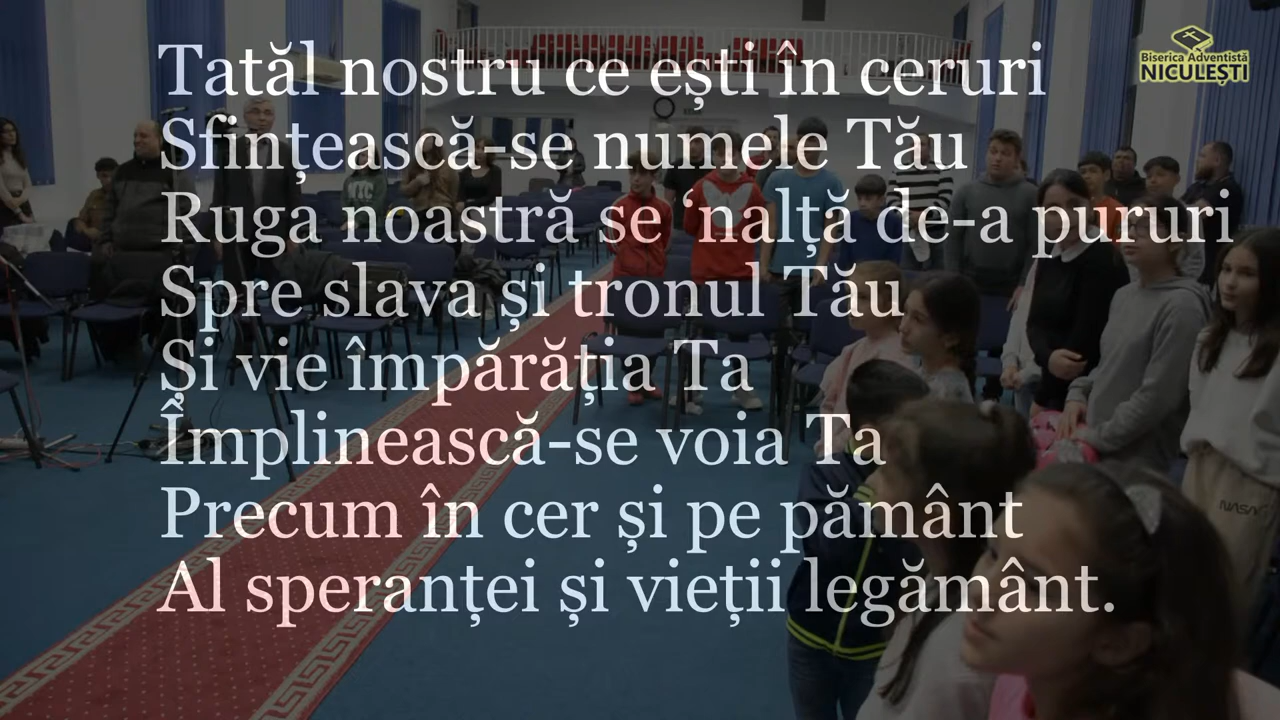 Biserica Adventistă
NICULEȘTI
Tatăl nostru ce ești în ceruri
Sfințească-se numele Tău
Ruga noastră se ‘nalță de-a pururi
Spre slava și tronul Tău
Și vie împărăția Ta
Împlinească-se voia Ta
Precum în cer și pe pământ
Al speranței și vieții legământ.
NASA